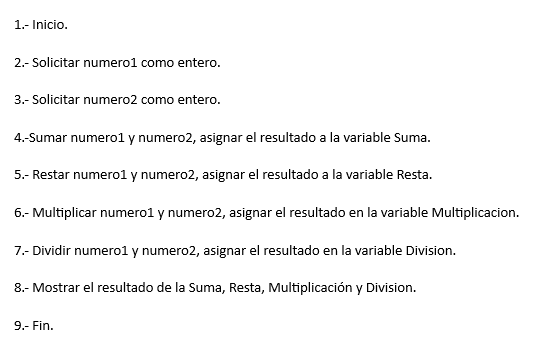 1.- Inicio.
2.- Solicitar numero1 como entero.
3.- Solicitar numero2 como entero.
4.-Sumar numero1 y numero2, asignar el resultado a la variable Suma.
5.- Restar numero1 y numero2, asignar el resultado a la variable Resta.
6.- Multiplicar numero1 y numero2, asignar el resultado en la variable Multiplicacion.
7.- Dividir numero1 y numero2, asignar el resultado en la variable Division.
8.- Mostrar el resultado de la Suma, Resta, Multiplicación y Division.
9.- Fin.